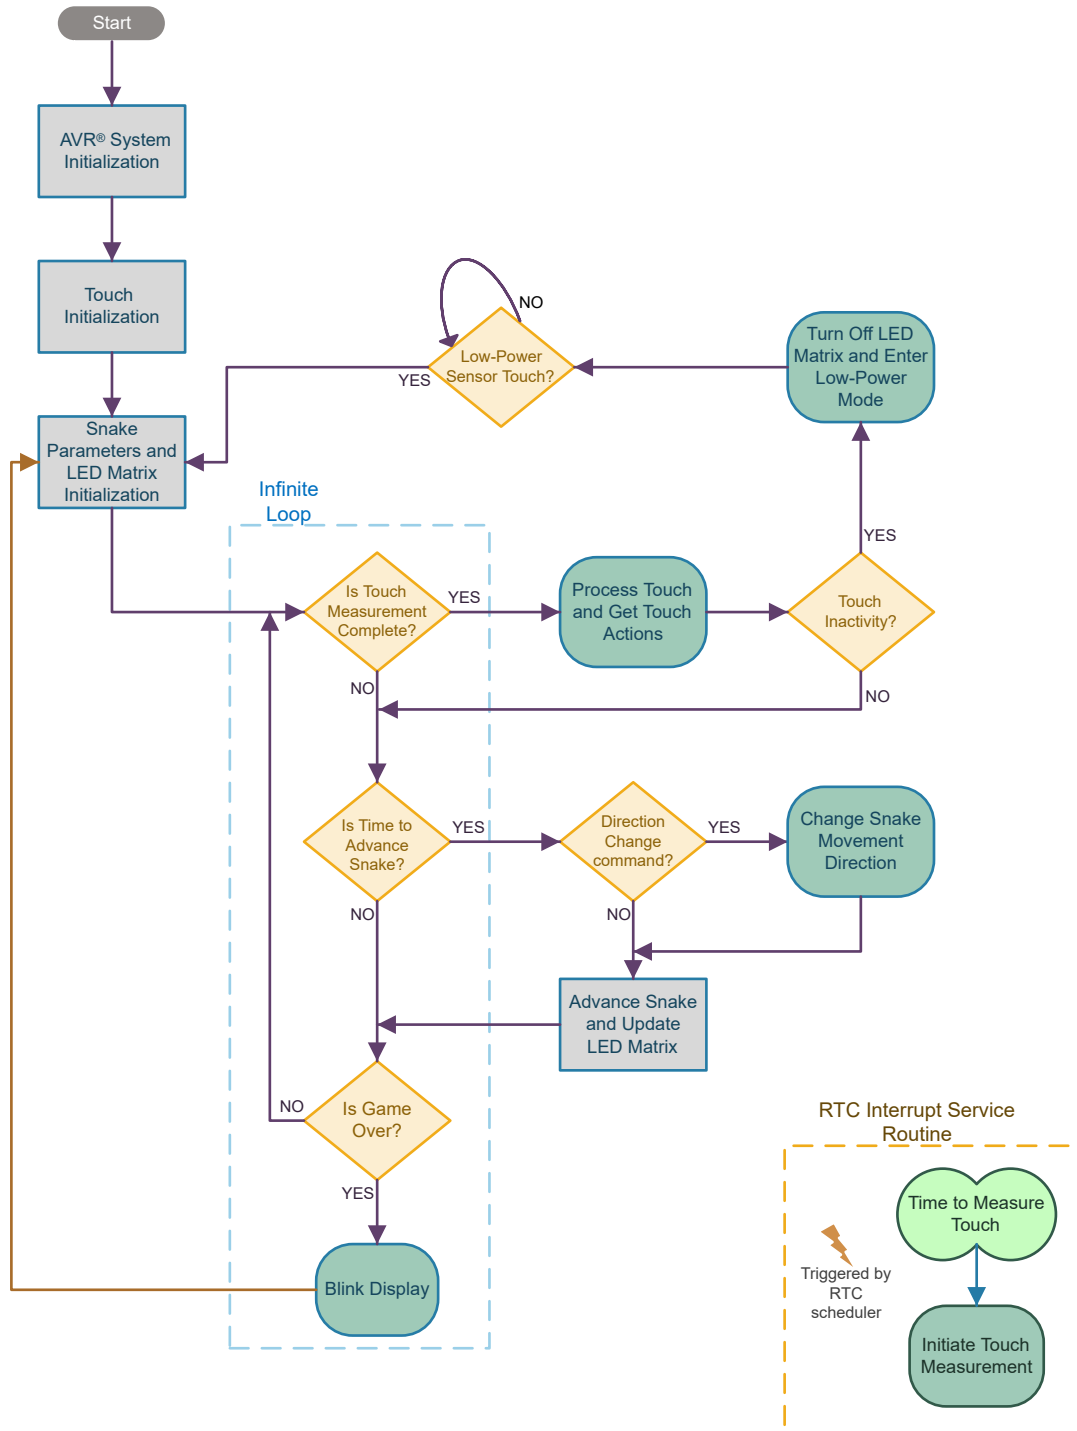 Start
AVR® System
Initialization
Touch
Initialization
Snake
Parameters and
LED Matrix
Initialization
NO
Low-Power
Sensor Touch?
YES
Turn Off LED
Matrix and Enter
Low-Power
Mode
YES
Infinite
Loop
Is Touch
Measurement
Complete?
YES
Process Touch
and Get Touch
Actions
Touch
Inactivity?
NO
NO
Is Time to
Advance
Snake?
YES
Direction
Change
command?
YES
Change Snake
Movement
Direction
NO
NO
Advance Snake
and Update
LED Matrix
Is Game
Over?
NO
YES
Blink Display
RTC Interrupt Service
Routine
Time to Measure
Touch
Triggered by
RTC
scheduler
Initiate Touch
Measurement